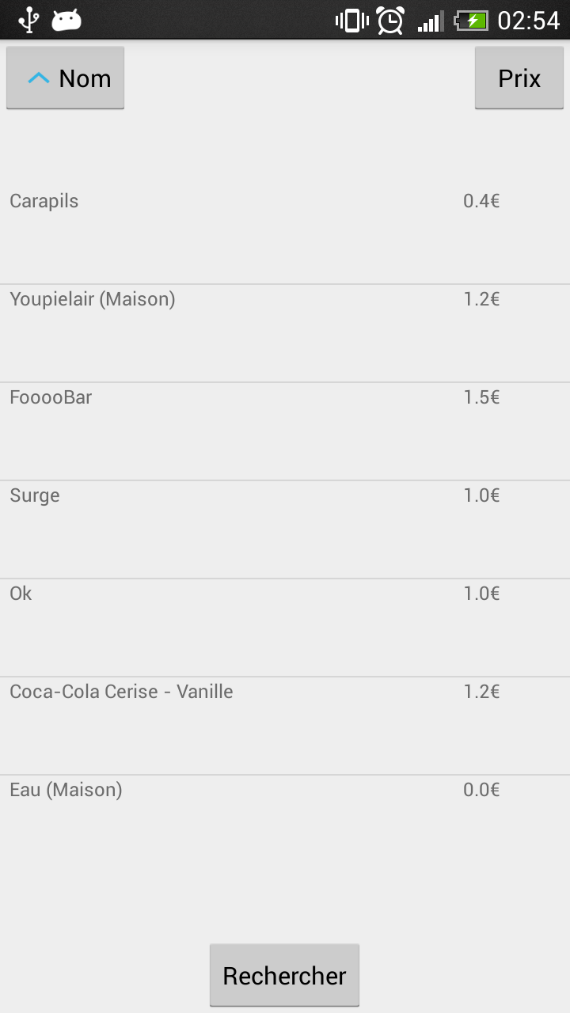 02:54
Nom Prix
Carapils 0.4€
Youpielair (Maison) 1.2€
FooooBar 1.5€
Surge 1.0€
Ok 1.0€
Coca-Cola Cerise - Vanille 1.2€
Eau (Maison) 0.0€
Rechercher